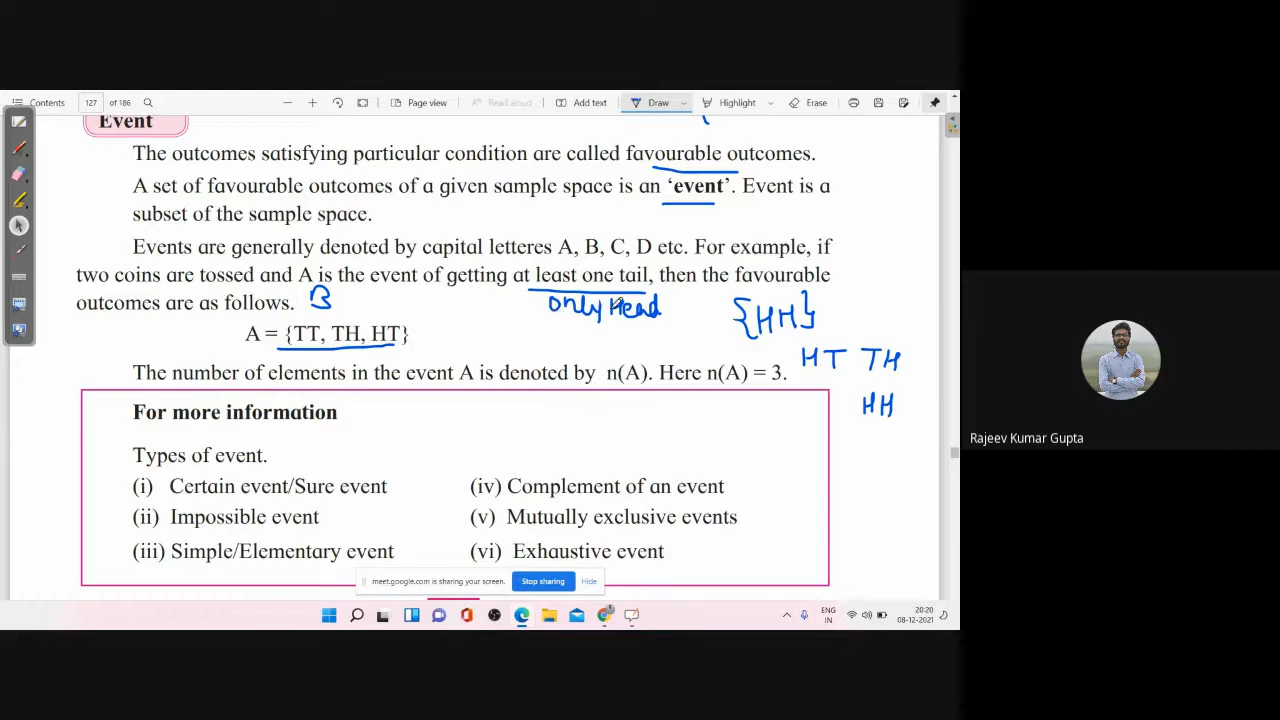 Contents 127 of 186 Page view Read aloud Add text Draw Highlight Erase
Event
The outcomes satisfying particular condition are called favourable outcomes.
A set of favourable outcomes of a given sample space is an ‘event’. Event is a
subset of the sample space.
Events are generally denoted by capital letteres A, B, C, D etc. For example, if
two coins are tossed and A is the event of getting at least one tail, then the favourable
outcomes are as follows.
B
only Head
{HH}
A = {TT, TH, HT}
HT TH
The number of elements in the event A is denoted by n(A). Here n(A) = 3.
HH
For more information
Types of event.
(i) Certain event/Sure event
(ii) Impossible event
(iii) Simple/Elementary event
(iv) Complement of an event
(v) Mutually exclusive events
(vi) Exhaustive event
meet.google.com is sharing your screen. Stop sharing Hide
ENG
IN
20:20
08-12-2021
Rajeev Kumar Gupta